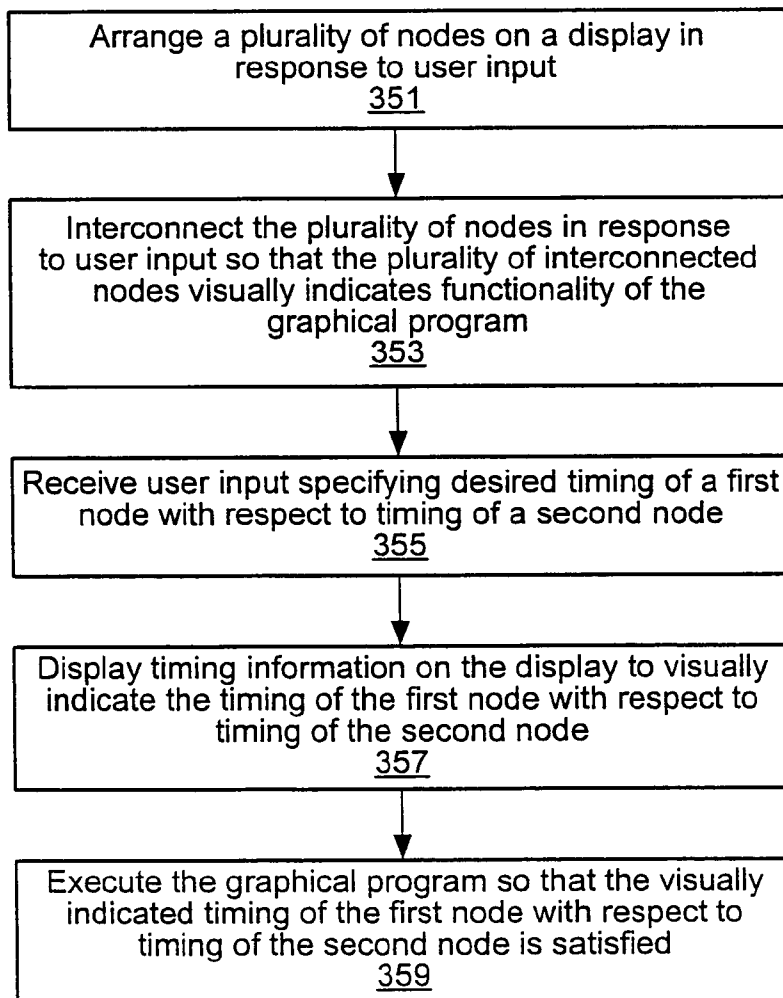 Arrange a plurality of nodes on a display in
response to user input
351
Interconnect the plurality of nodes in response
to user input so that the plurality of interconnected
nodes visually indicates functionality of the
graphical program
353
Receive user input specifying desired timing of a first
node with respect to timing of a second node
355
Display timing information on the display to visually
indicate the timing of the first node with respect to
timing of the second node
357
Execute the graphical program so that the visually
indicated timing of the first node with respect to
timing of the second node is satisfied
359